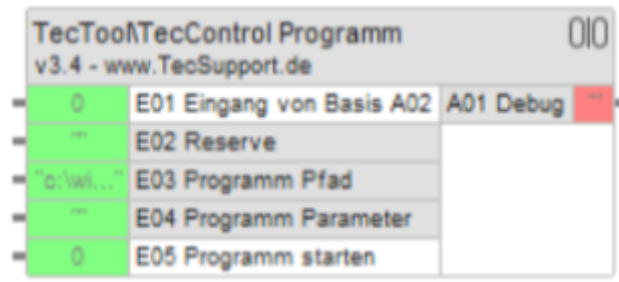 TecTool\TecControl Programm 0|0
v3.4 - www.TecSupport.de
0 E01 Eingang von Basis A02 A01 Debug ""
"" E02 Reserve
"c:\wi..." E03 Programm Pfad
"" E04 Programm Parameter
0 E05 Programm starten